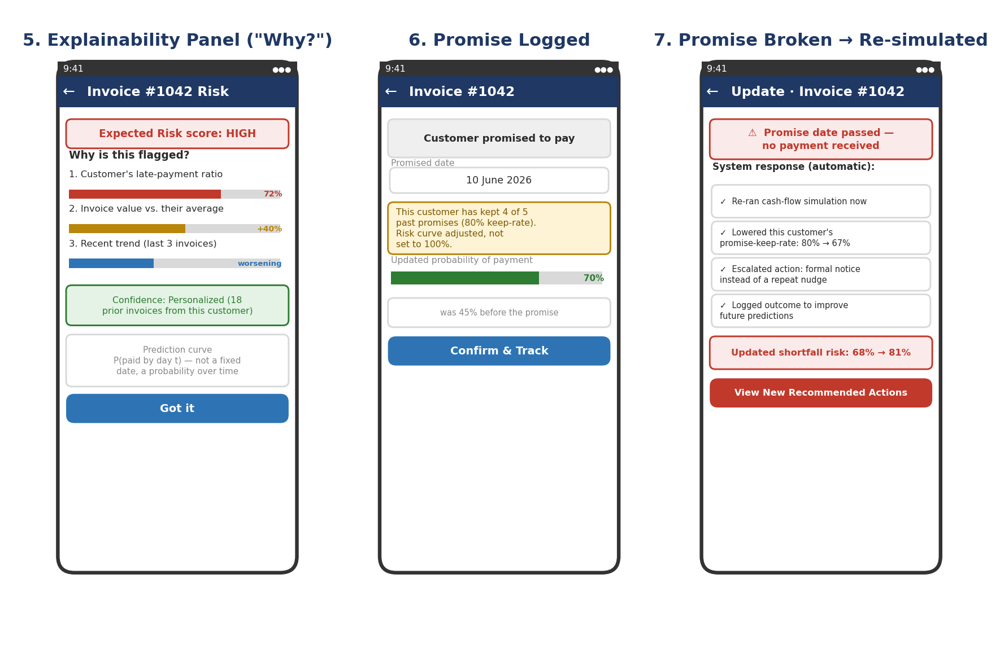 5. Explainability Panel ("Why?")
9:41
← Invoice #1042 Risk
Expected Risk score: HIGH
Why is this flagged?
1. Customer's late-payment ratio
72%
2. Invoice value vs. their average
+40%
3. Recent trend (last 3 invoices)
worsening
Confidence: Personalized (18
prior invoices from this customer)
Prediction curve
P(paid by day t) — not a fixed
date, a probability over time
Got it
6. Promise Logged
9:41
← Invoice #1042
Customer promised to pay
Promised date
10 June 2026
This customer has kept 4 of 5
past promises (80% keep-rate).
Risk curve adjusted, not
set to 100%.
Updated probability of payment
70%
was 45% before the promise
Confirm & Track
7. Promise Broken → Re-simulated
9:41
← Update · Invoice #1042
⚠ Promise date passed —
no payment received
System response (automatic):
✓ Re-ran cash-flow simulation now
✓ Lowered this customer's
promise-keep-rate: 80% → 67%
✓ Escalated action: formal notice
instead of a repeat nudge
✓ Logged outcome to improve
future predictions
Updated shortfall risk: 68% → 81%
View New Recommended Actions